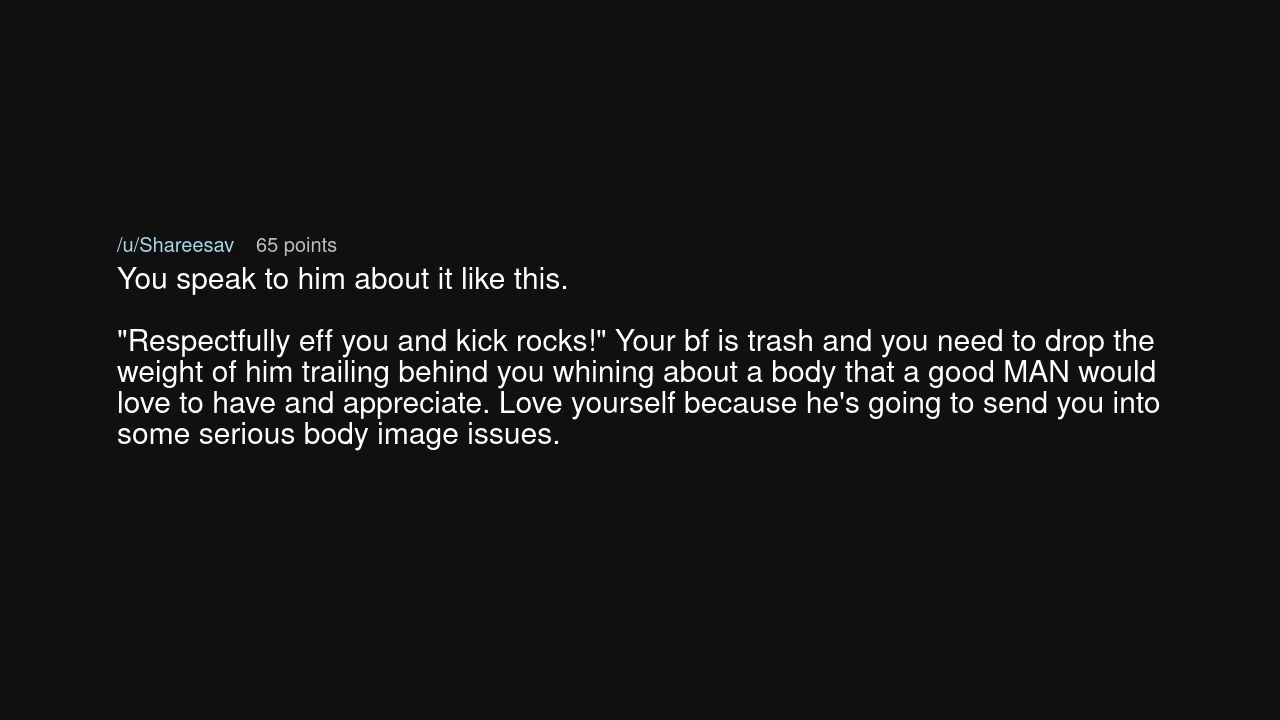 /u/Shareesav 65 points
You speak to him about it like this.
"Respectfully eff you and kick rocks!" Your bf is trash and you need to drop the
weight of him trailing behind you whining about a body that a good MAN would
love to have and appreciate. Love yourself because he's going to send you into
some serious body image issues.